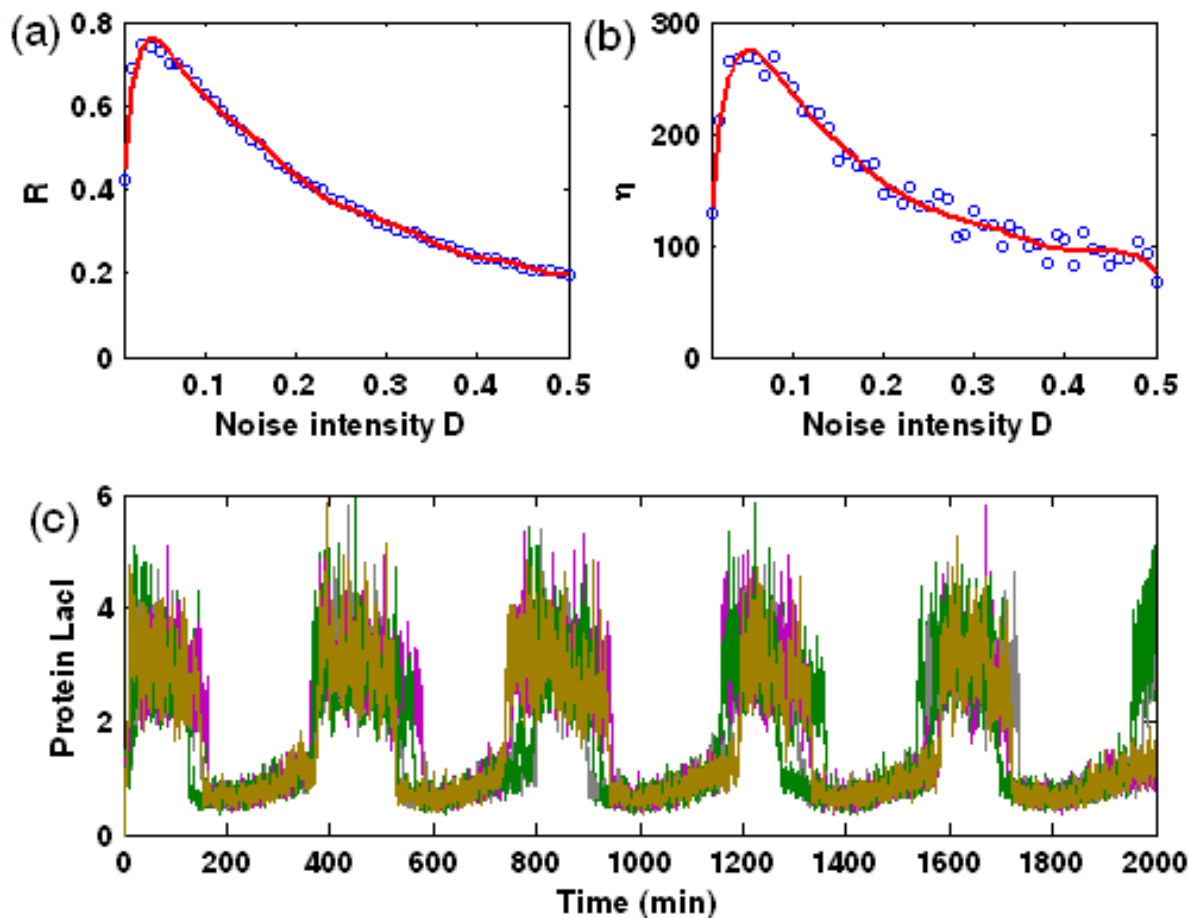 (a)
0.8
0.6
0.4
0.2
0
R
0.1 0.2 0.3 0.4 0.5
Noise intensity D
(b)
300
200
100
0
η
0.1 0.2 0.3 0.4 0.5
Noise intensity D
(c)
6
4
2
0
Protein LacI
0 200 400 600 800 1000 1200 1400 1600 1800 2000
Time (min)